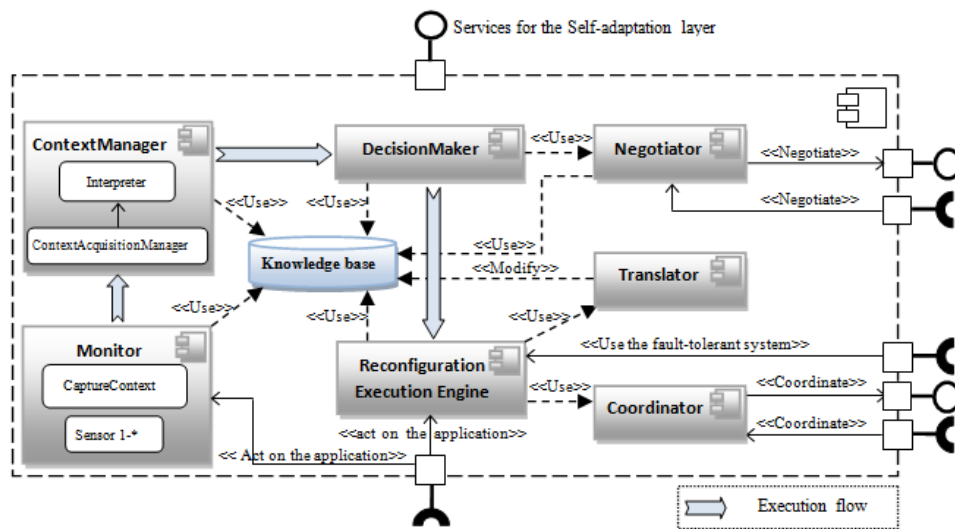 Services for the Self-adaptation layer
ContextManager
Interpreter
ContextAcquisitionManager
DecisionMaker
<<Use>>
Negotiator
<<Negotiate>>
<<Negotiate>>
<<Use>>
<<Use>>
<<Use>>
Knowledge base
<<Modify>>
Translator
<<Use>>
<<Use>>
<<Use>>
Monitor
CaptureContext
Sensor 1-*
Reconfiguration
Execution Engine
<<Use the fault-tolerant system>>
<<Use>>
Coordinator
<<Coordinate>>
<<Coordinate>>
<<act on the application>>
<< Act on the application>>
Execution flow